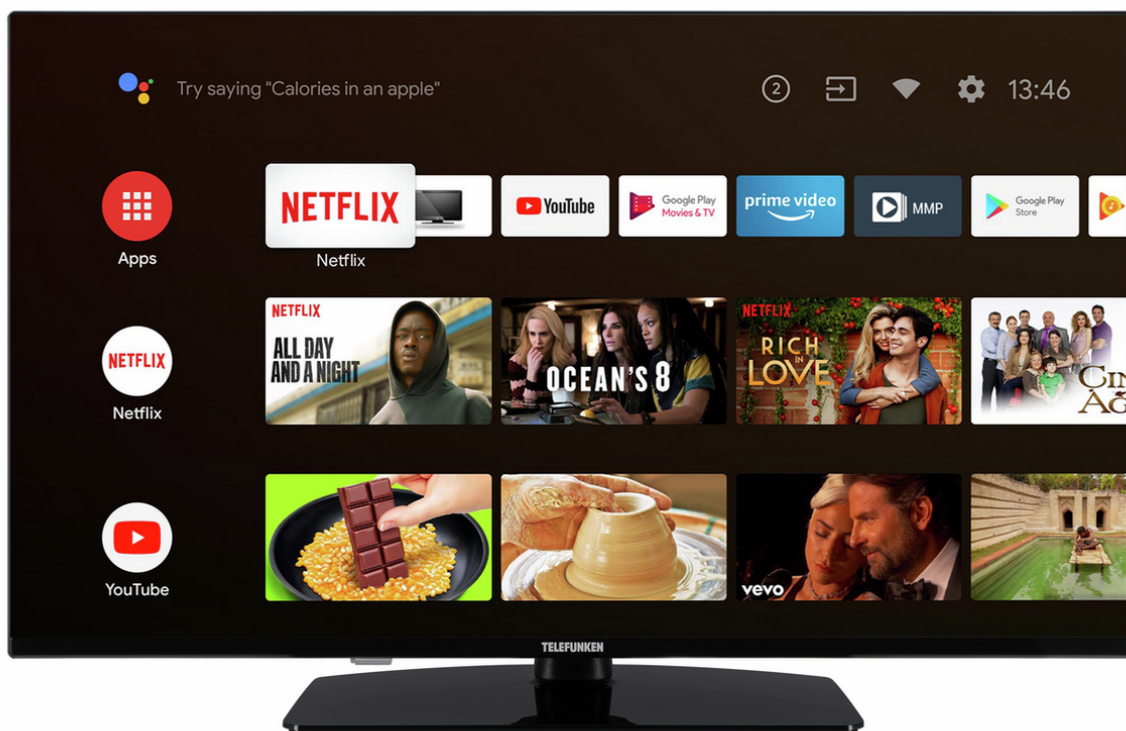 Try saying "Calories in an apple"
2
13:46
NETFLIX
YouTube
Google Play
Movies & TV
prime video
MMP
Google Play
Store
Apps
Netflix
NETFLIX
ALL DAY
AND A NIGHT
OCEAN'S 8
NETFLIX
RICH
IN
LOVE
NETFLIX
Netflix
vevo
YouTube
TELEFUNKEN